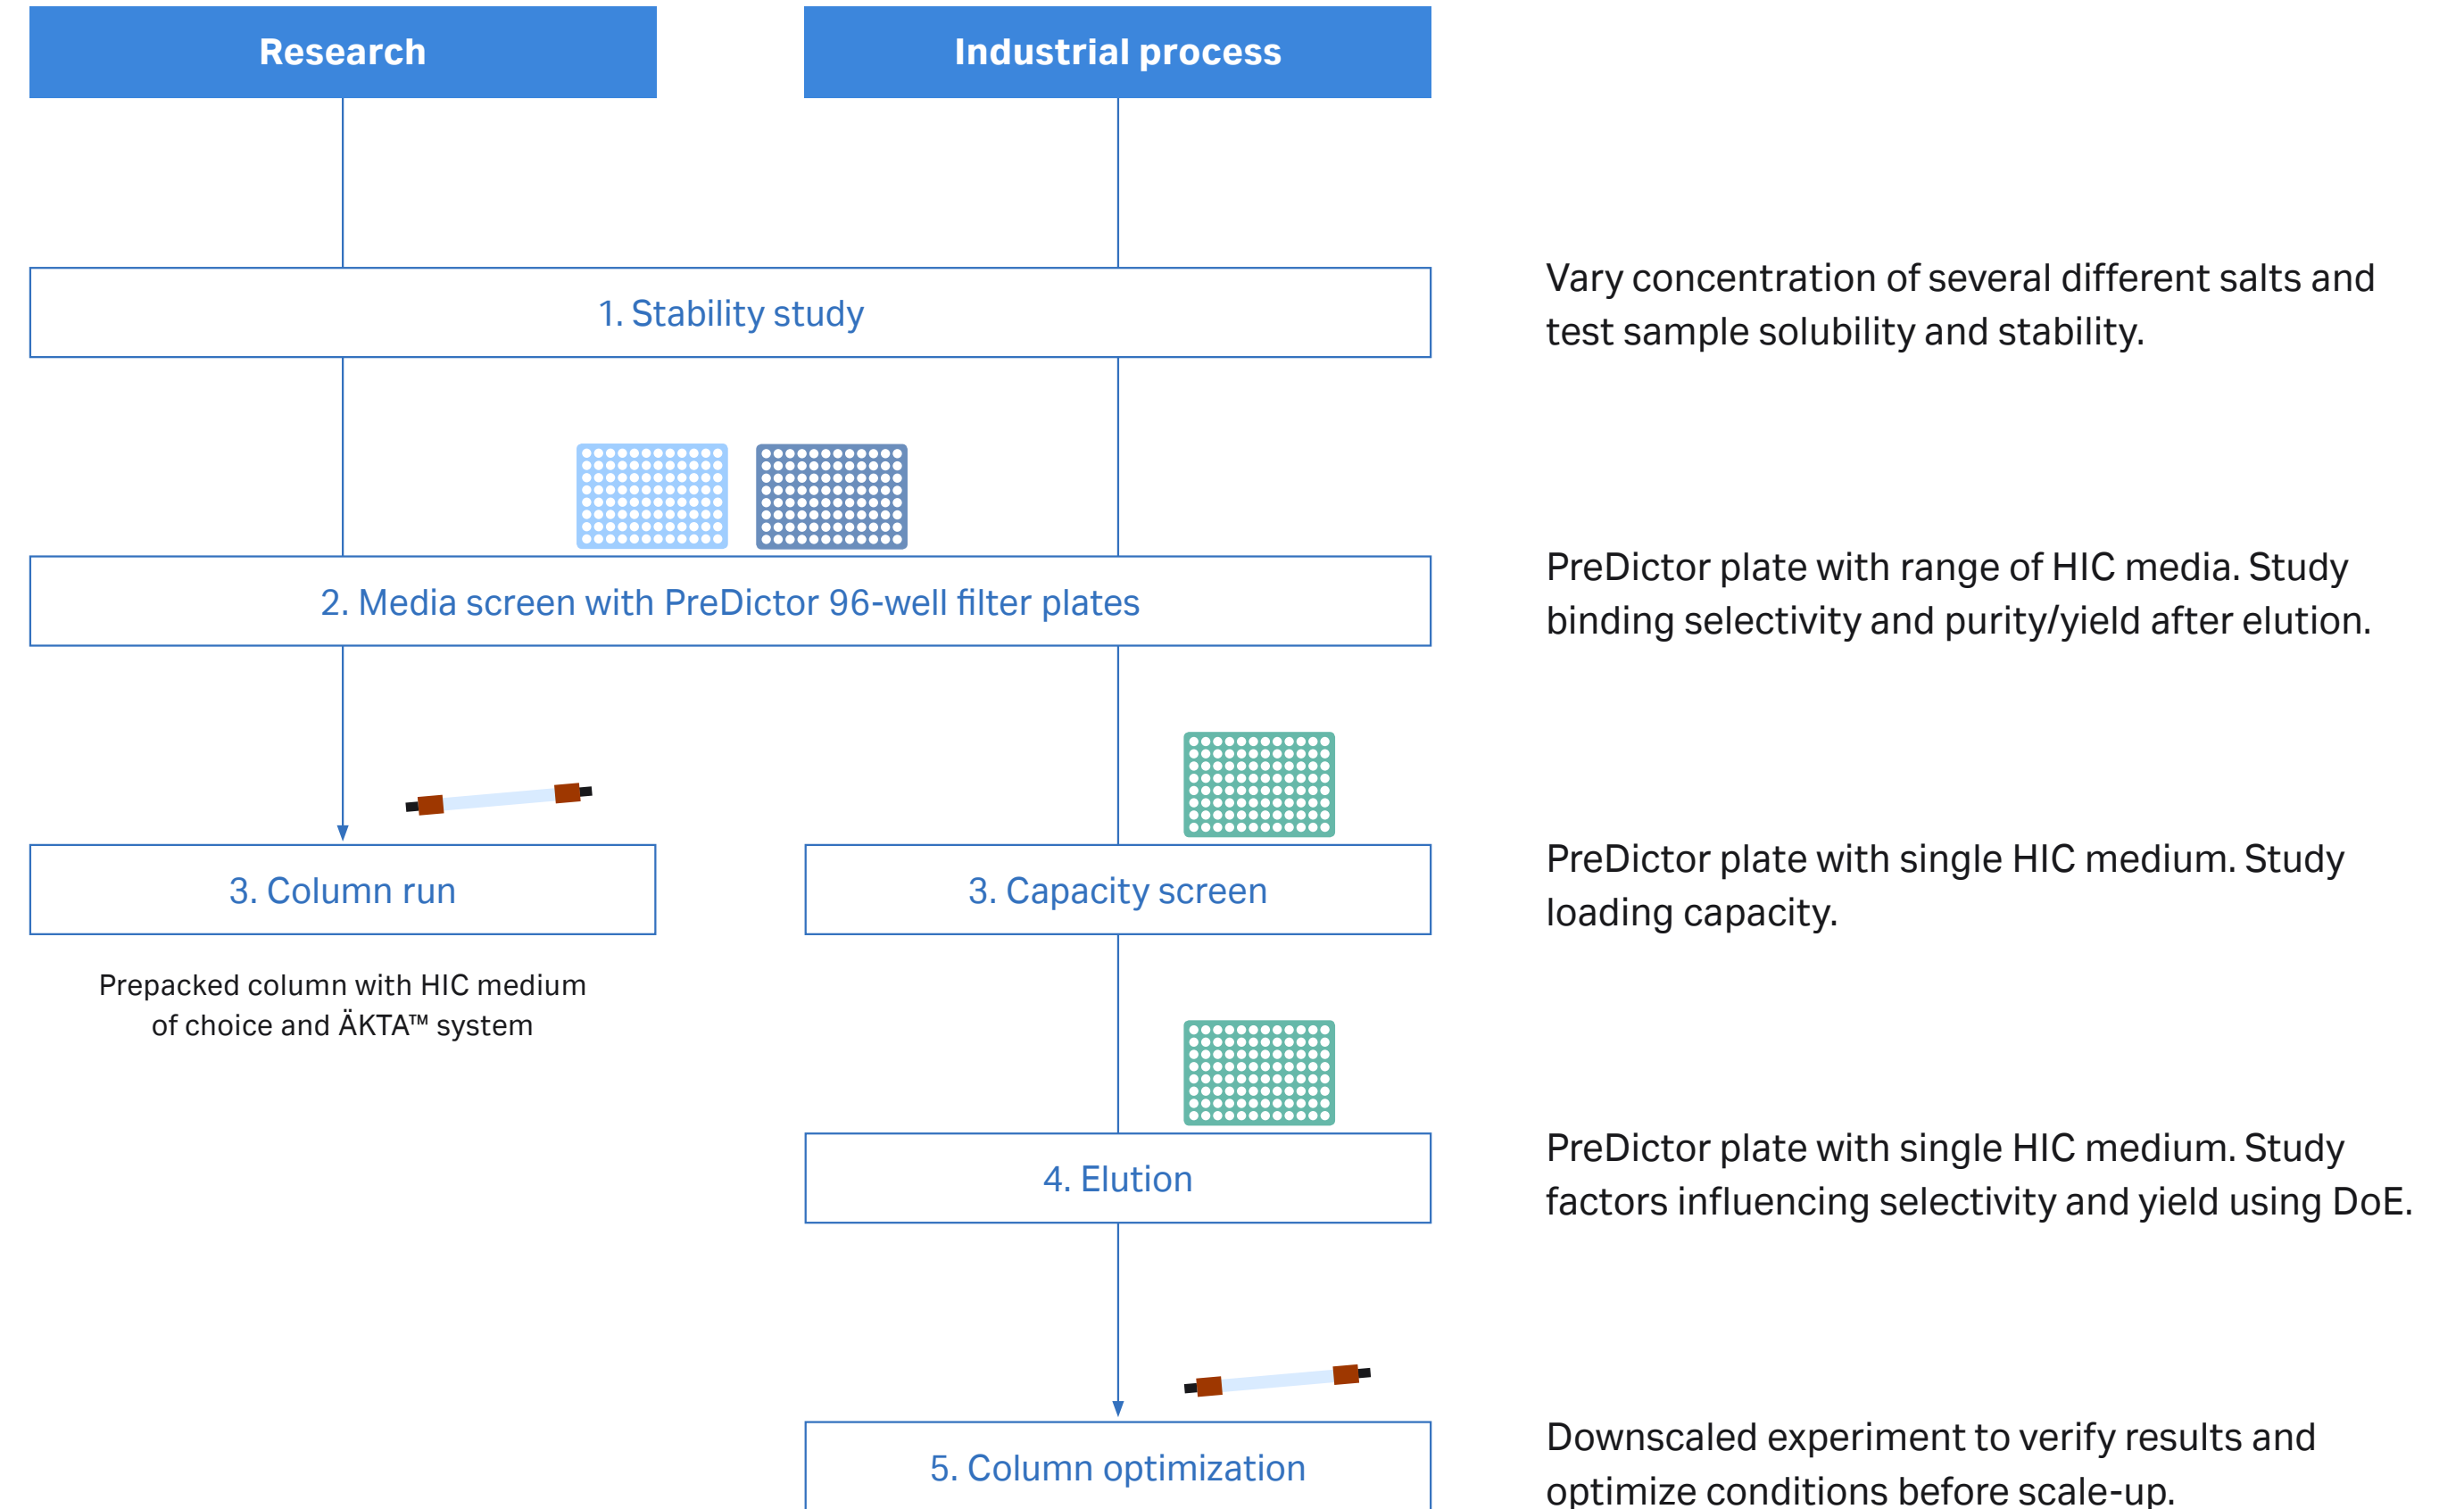 Research
Industrial process
1. Stability study
Vary concentration of several different salts and
test sample solubility and stability.
2. Media screen with PreDictor 96-well filter plates
PreDictor plate with range of HIC media. Study
binding selectivity and purity/yield after elution.
3. Column run
Prepacked column with HIC medium
of choice and ÄKTA™ system
3. Capacity screen
PreDictor plate with single HIC medium. Study
loading capacity.
4. Elution
PreDictor plate with single HIC medium. Study
factors influencing selectivity and yield using DoE.
5. Column optimization
Downscaled experiment to verify results and
optimize conditions before scale-up.